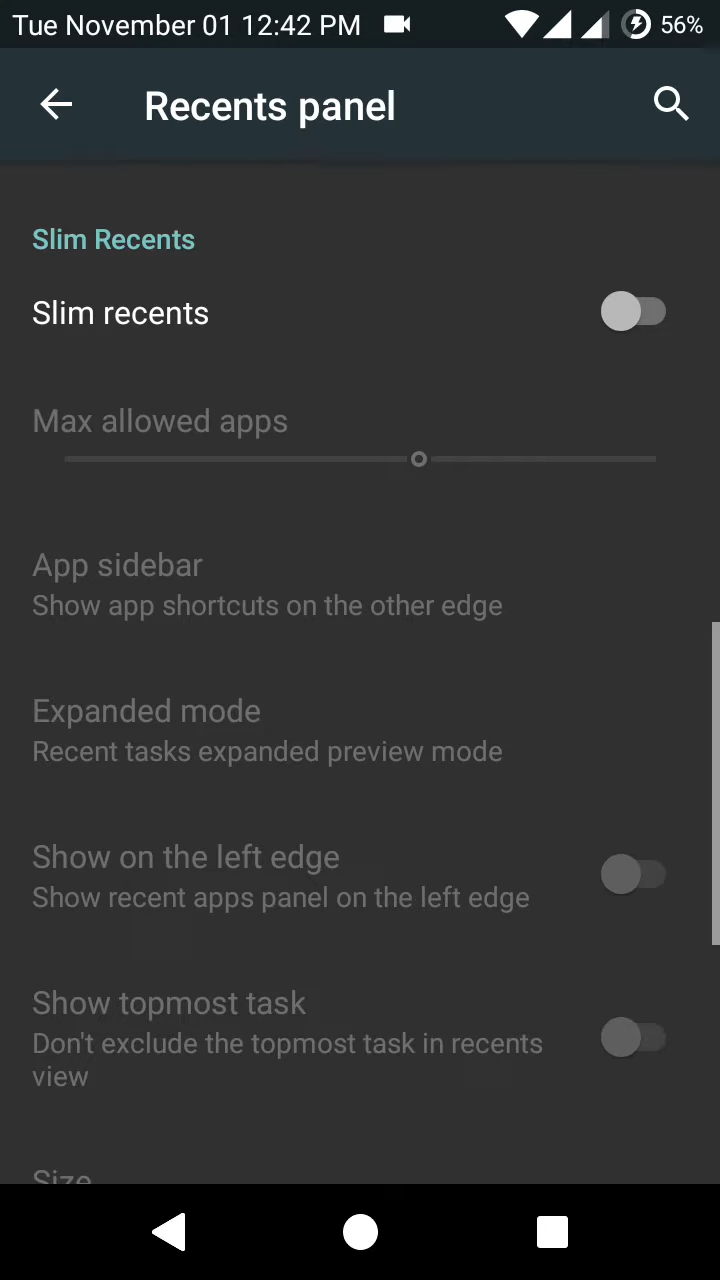 Tue November 01 12:42 PM 56%
Recents panel
Slim Recents
Slim recents
Max allowed apps
App sidebar
Show app shortcuts on the other edge
Expanded mode
Recent tasks expanded preview mode
Show on the left edge
Show recent apps panel on the left edge
Show topmost task
Don't exclude the topmost task in recents
view
Size